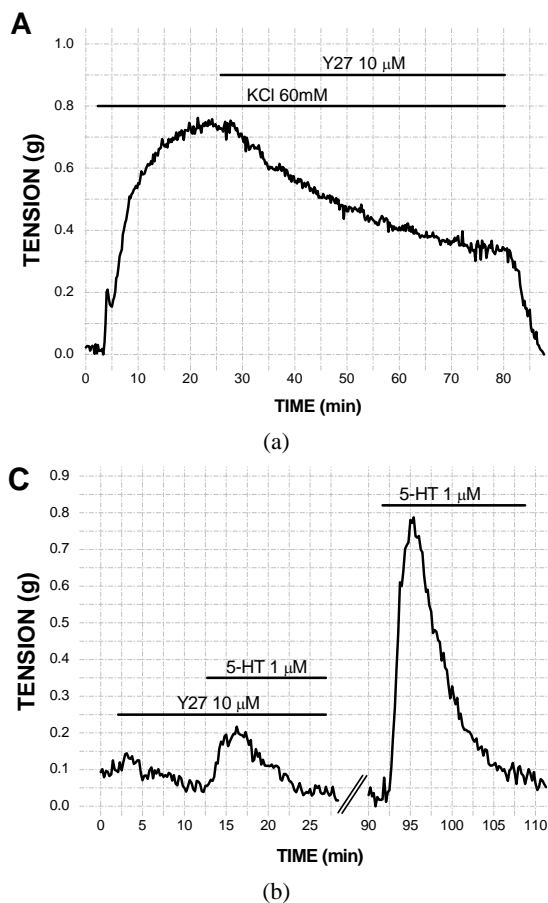 A
1.0
Y27 10 μM
KCl 60mM
0.8
0.6
0.4
0.2
0.0
TENSION (g)
0 10 20 30 40 50 60 70 80
TIME (min)
(a)
C
0.9
5-HT 1 μM
0.8
0.7
0.6
0.5
0.4
5-HT 1 μM
0.3
Y27 10 μM
0.2
0.1
0.0
TENSION (g)
0 5 10 15 20 25 90 95 100 105 110
TIME (min)
(b)